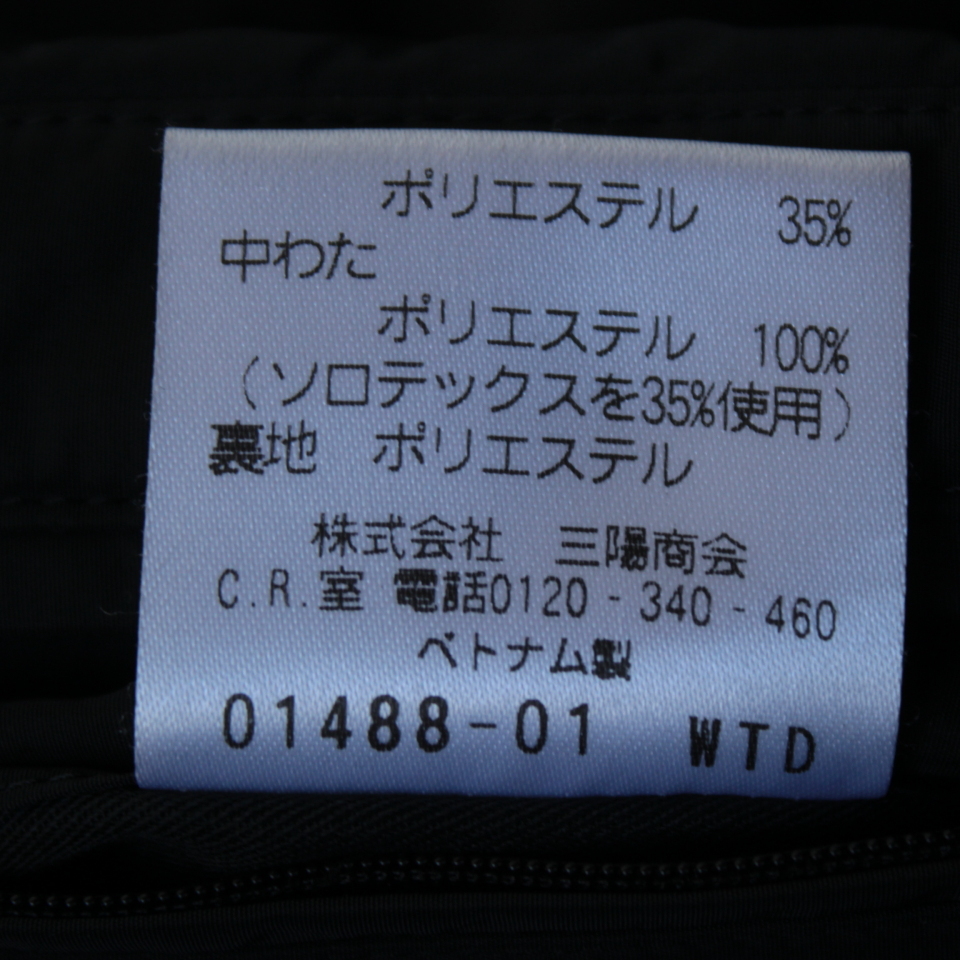 ポリエステル 35%
中わた
ポリエステル 100%
(ソロテックスを35%使用)
裏地 ポリエステル
株式会社 三陽商会
C.R.室 電話0120-340-460
ベトナム製
01488-01 WTD